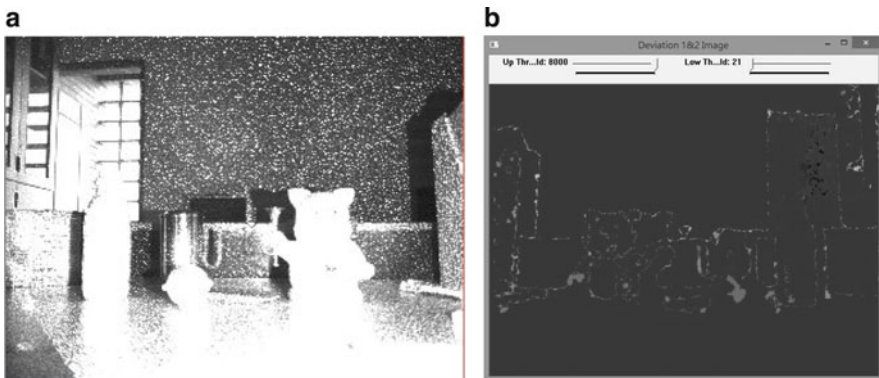 a
b
Deviation 1&2 Image
Up Thr...ld: 8000
Low Th...ld: 21